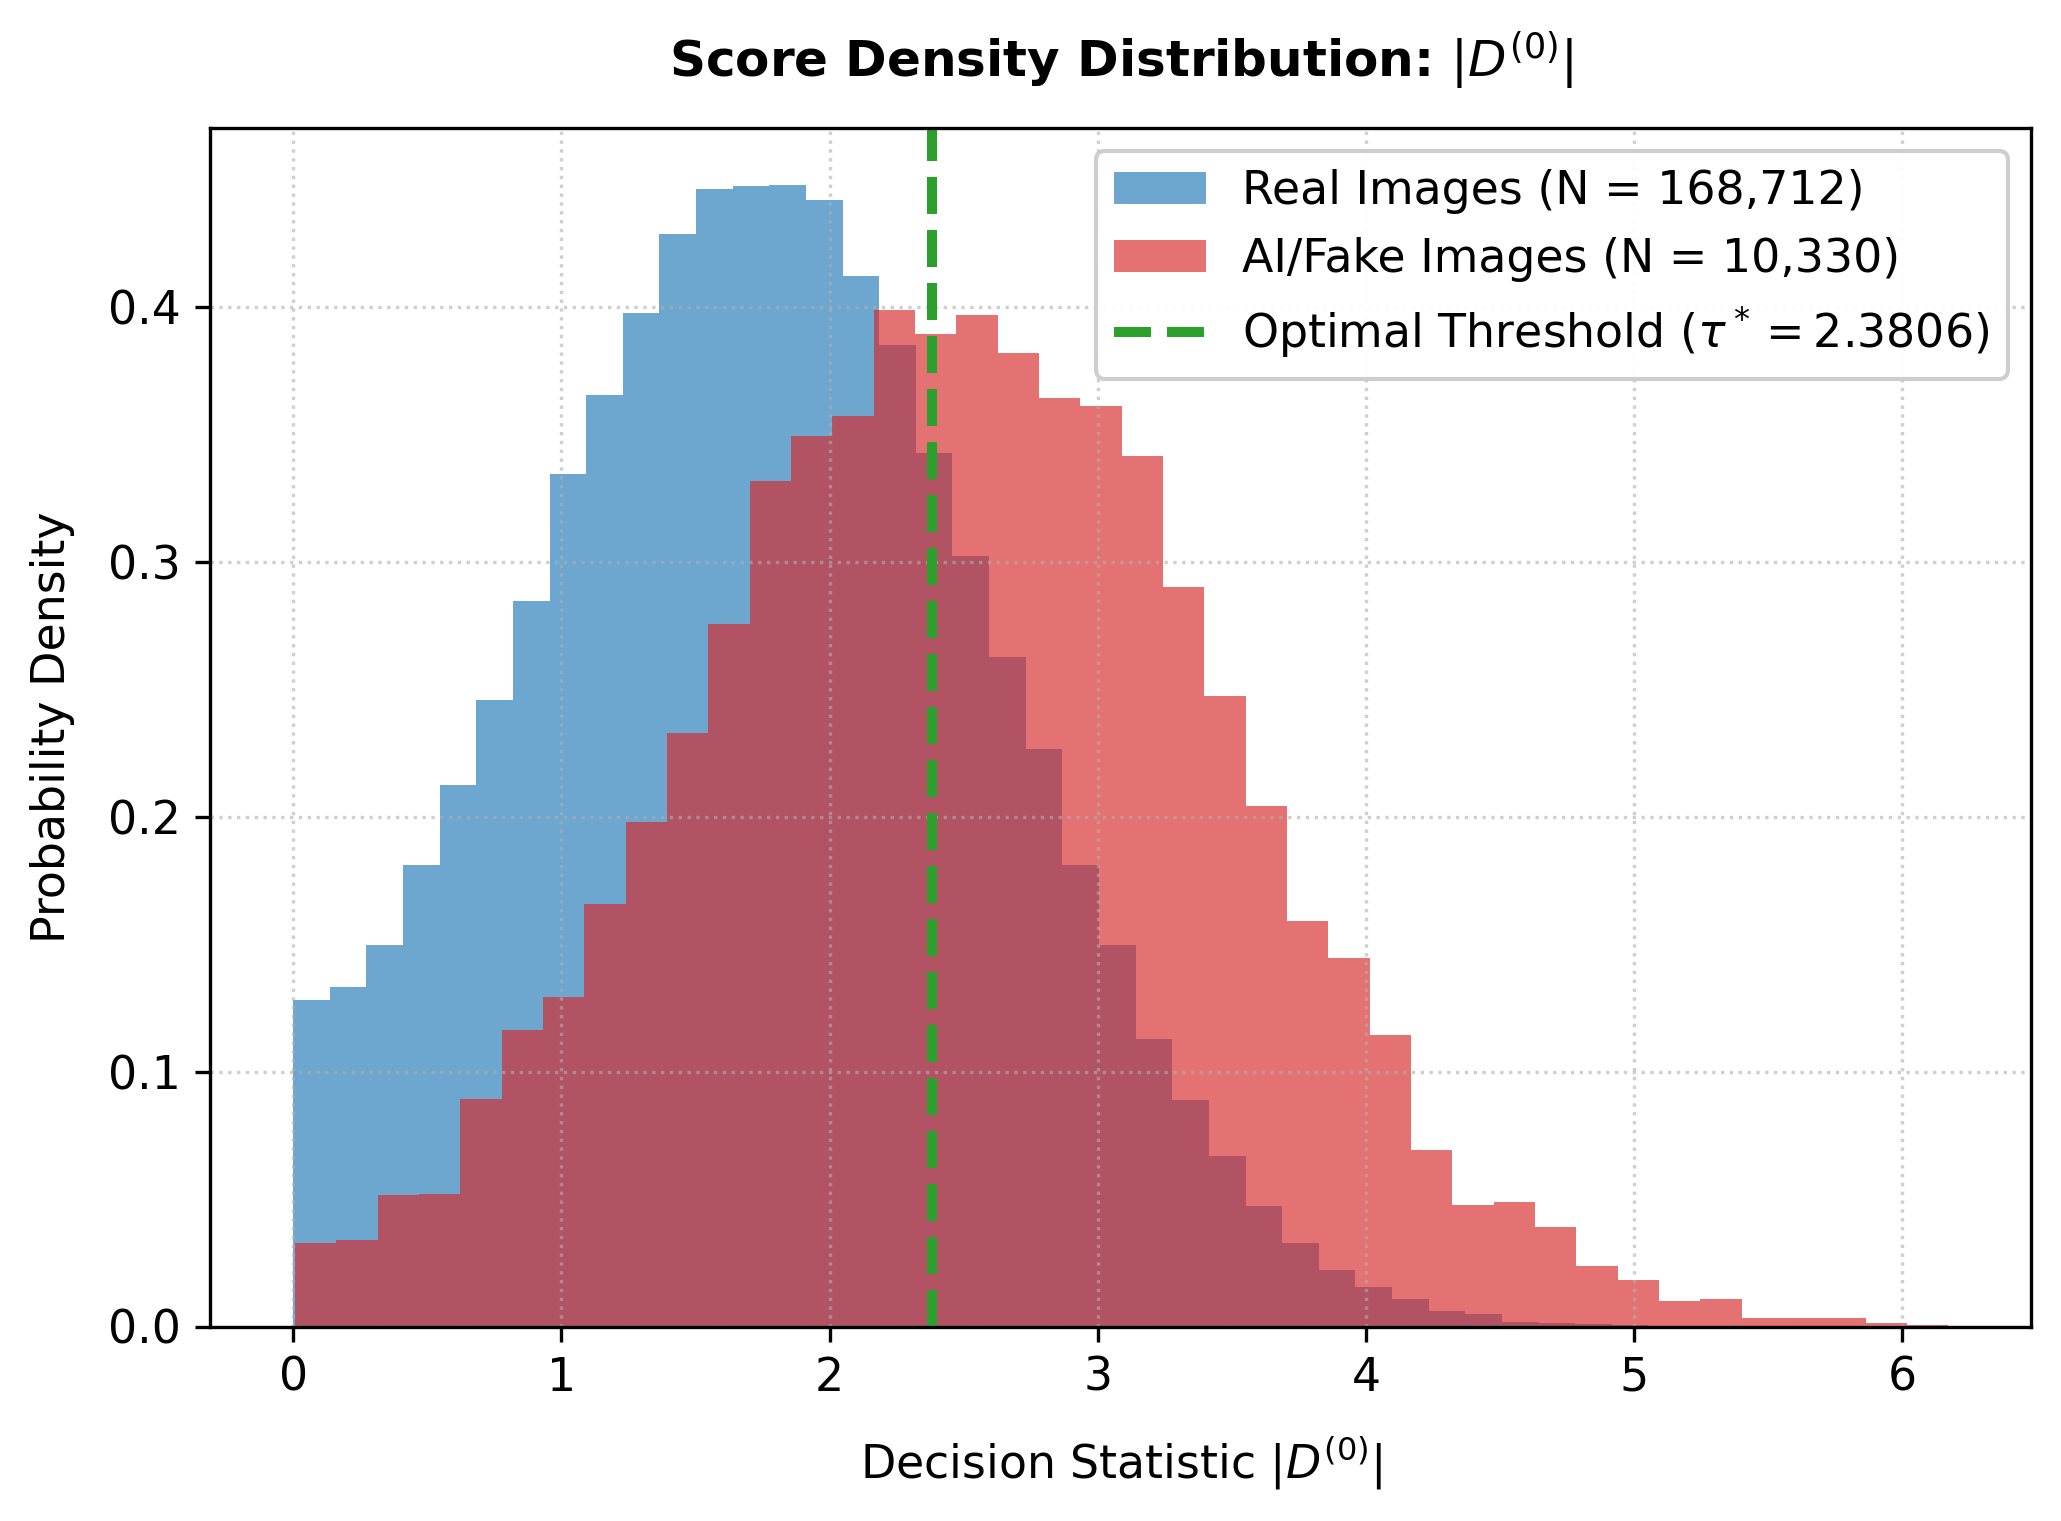 Score Density Distribution: |D⁽⁰⁾|
Real Images (N = 168,712)
AI/Fake Images (N = 10,330)
Optimal Threshold (τ* = 2.3806)
Probability Density
0.4
0.3
0.2
0.1
0.0
0 1 2 3 4 5 6
Decision Statistic |D⁽⁰⁾|